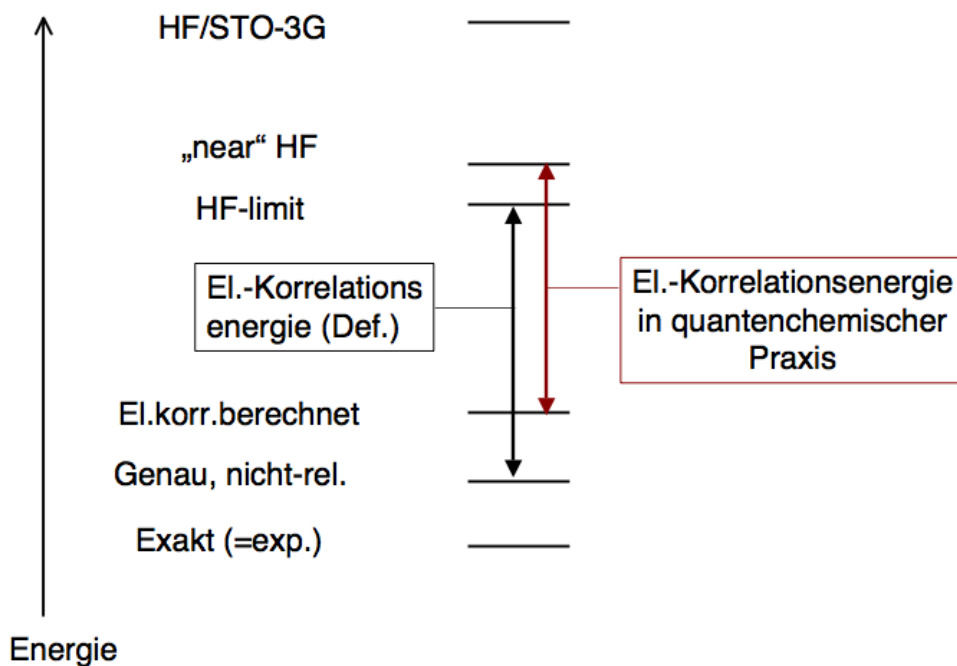 HF/STO-3G
„near“ HF
HF-limit
El.-Korrelations
energie (Def.)
El.-Korrelationsenergie
in quantenchemischer
Praxis
El.korr.berechnet
Genau, nicht-rel.
Exakt (=exp.)
Energie